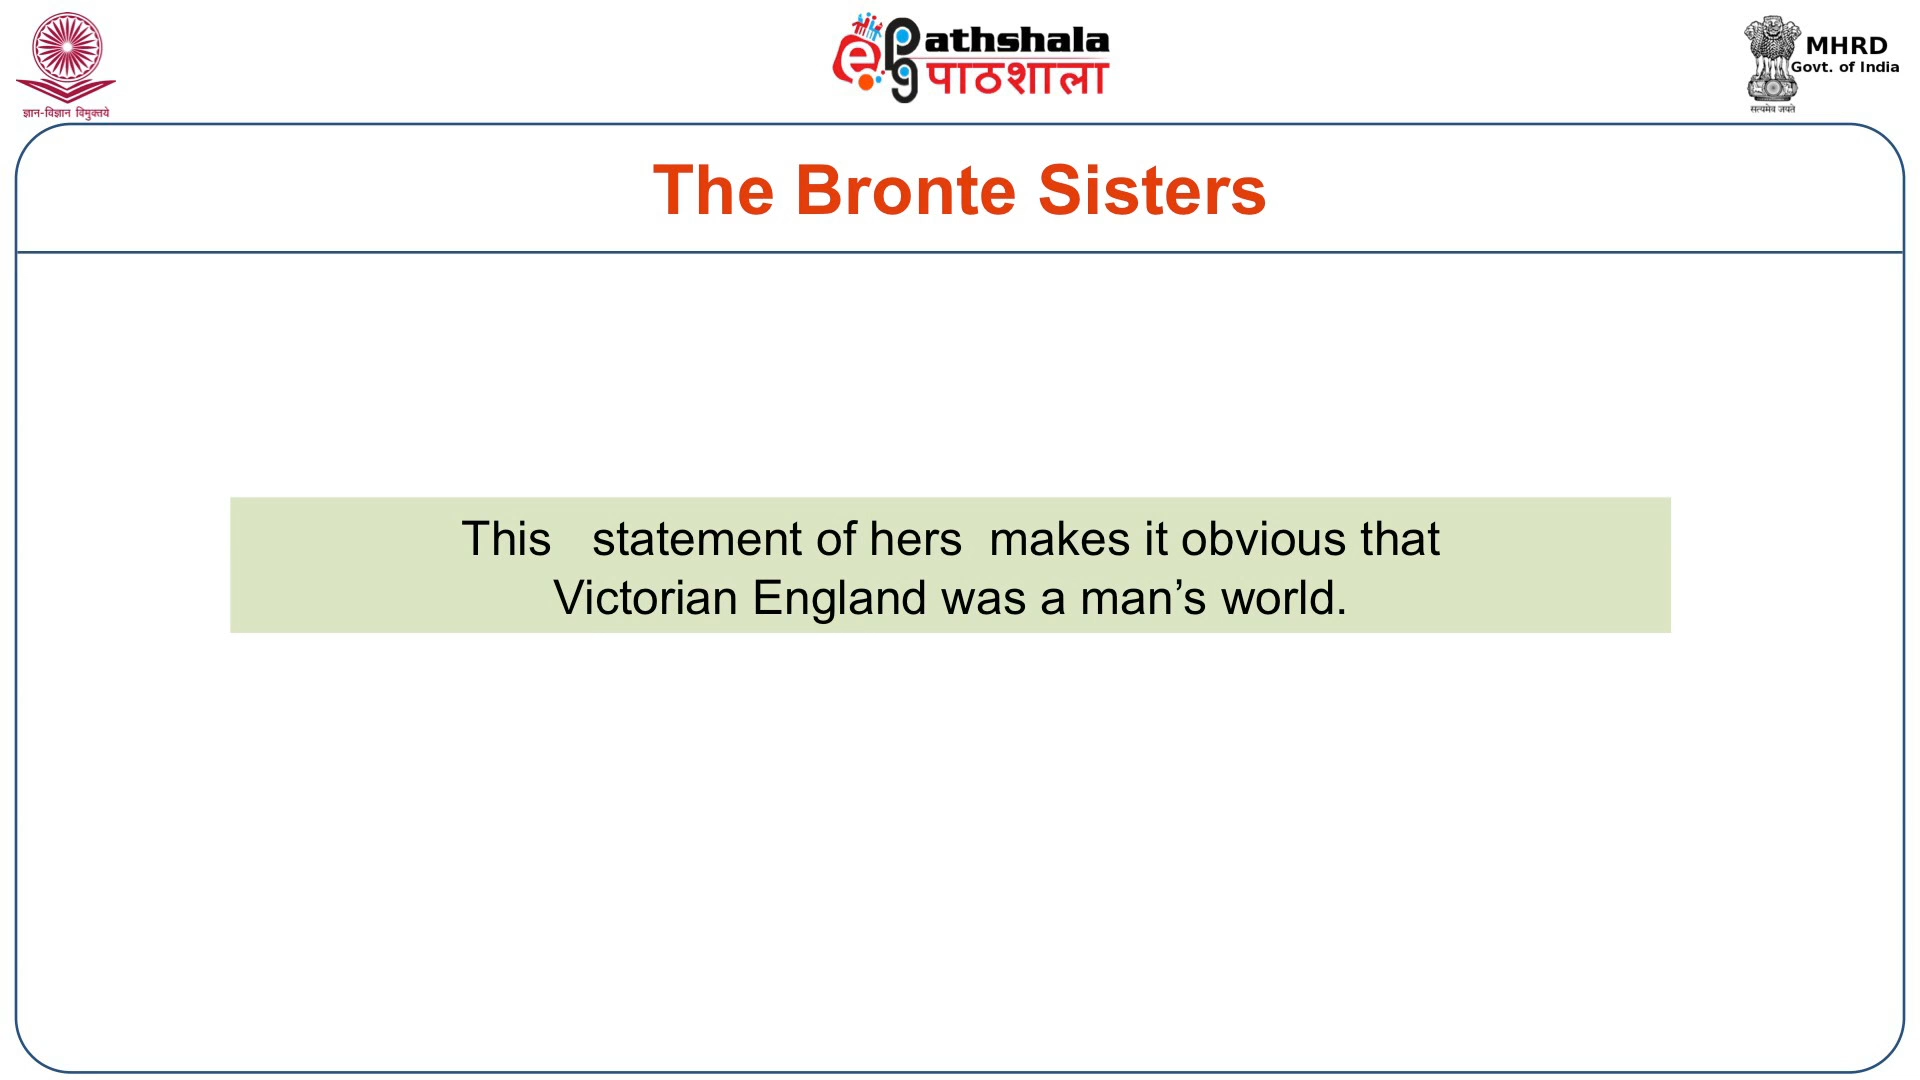 ज्ञान-विज्ञान विमुक्तये
ePathshala
पाठशाला
MHRD
Govt. of India
सत्यमेव जयते
The Bronte Sisters
This   statement of hers  makes it obvious that
Victorian England was a man’s world.